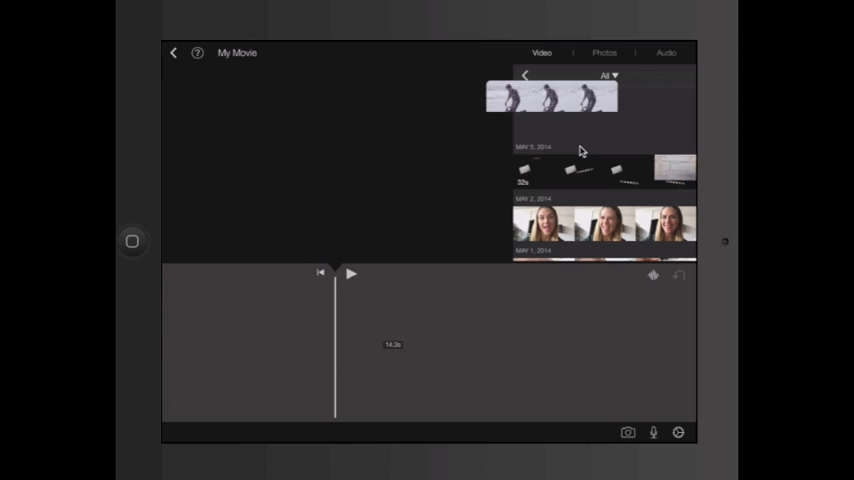 ? My Movie Video Photos Audio
All ▼
MAY 5, 2014
32s
MAY 2, 2014
MAY 1, 2014
14.3s